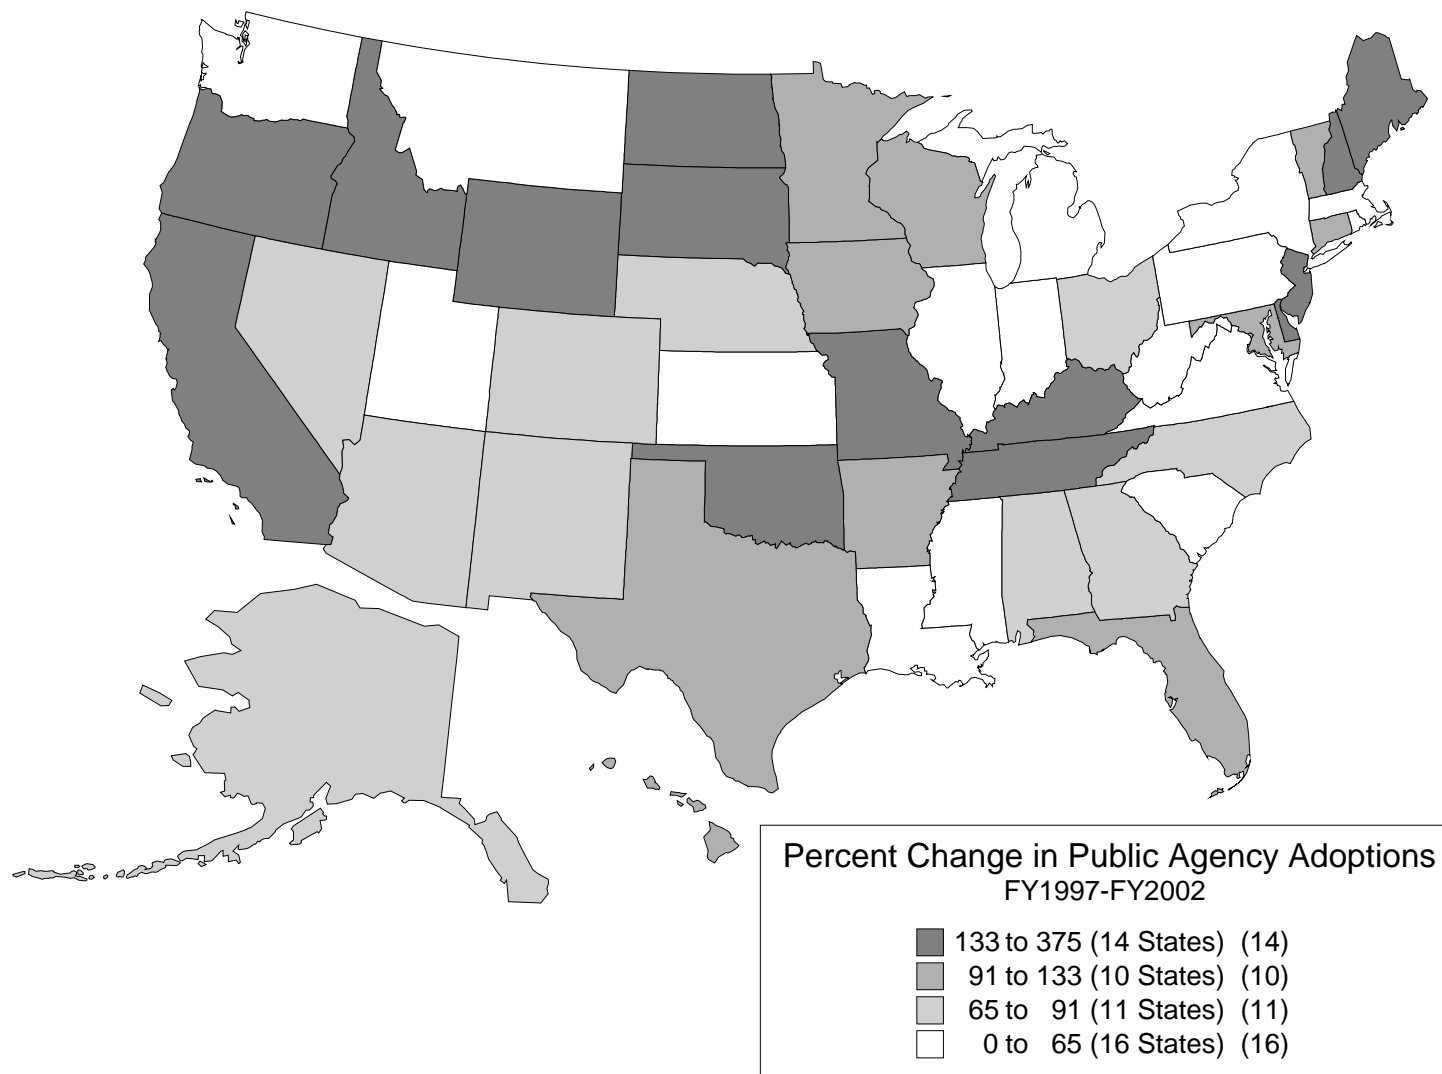 Percent Change in Public Agency Adoptions
FY1997-FY2002
133 to 375 (14 States) (14)
91 to 133 (10 States) (10)
65 to 91 (11 States) (11)
0 to 65 (16 States) (16)